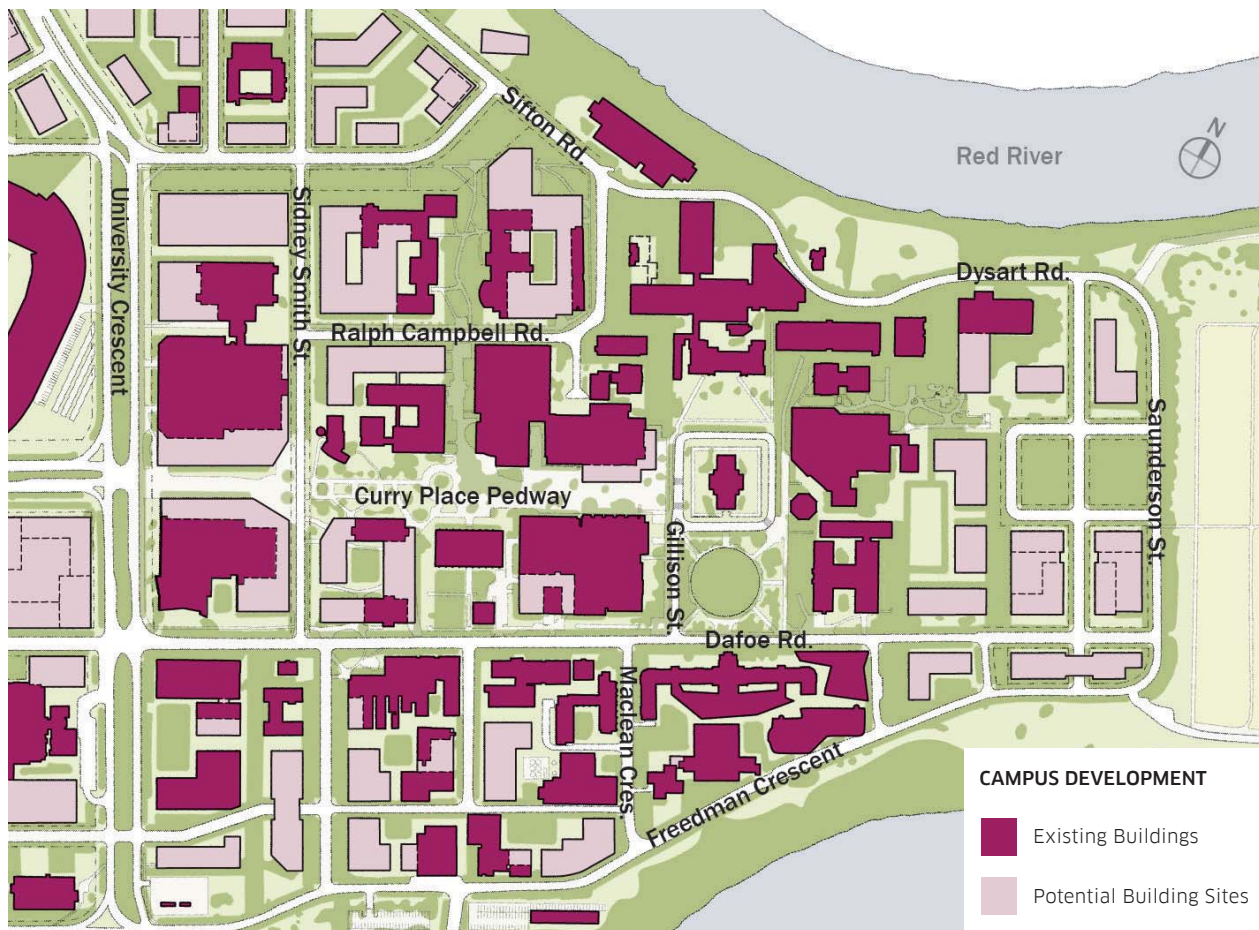 N
Sifton Rd.
Red River
University Crescent
Sidney Smith St.
Dysart Rd.
Ralph Campbell Rd.
Saunderson St.
Curry Place Pedway
Gillison St.
Dafoe Rd.
Maclean Cres.
Freedman Crescent
CAMPUS DEVELOPMENT
Existing Buildings
Potential Building Sites